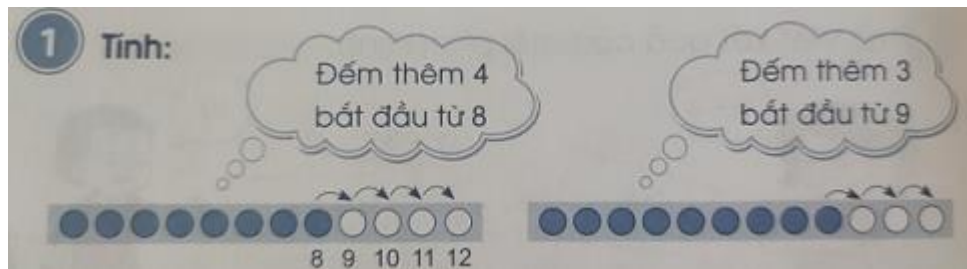 1 Tính:
Đếm thêm 4
bắt đầu từ 8
Đếm thêm 3
bắt đầu từ 9
8 9 10 11 12